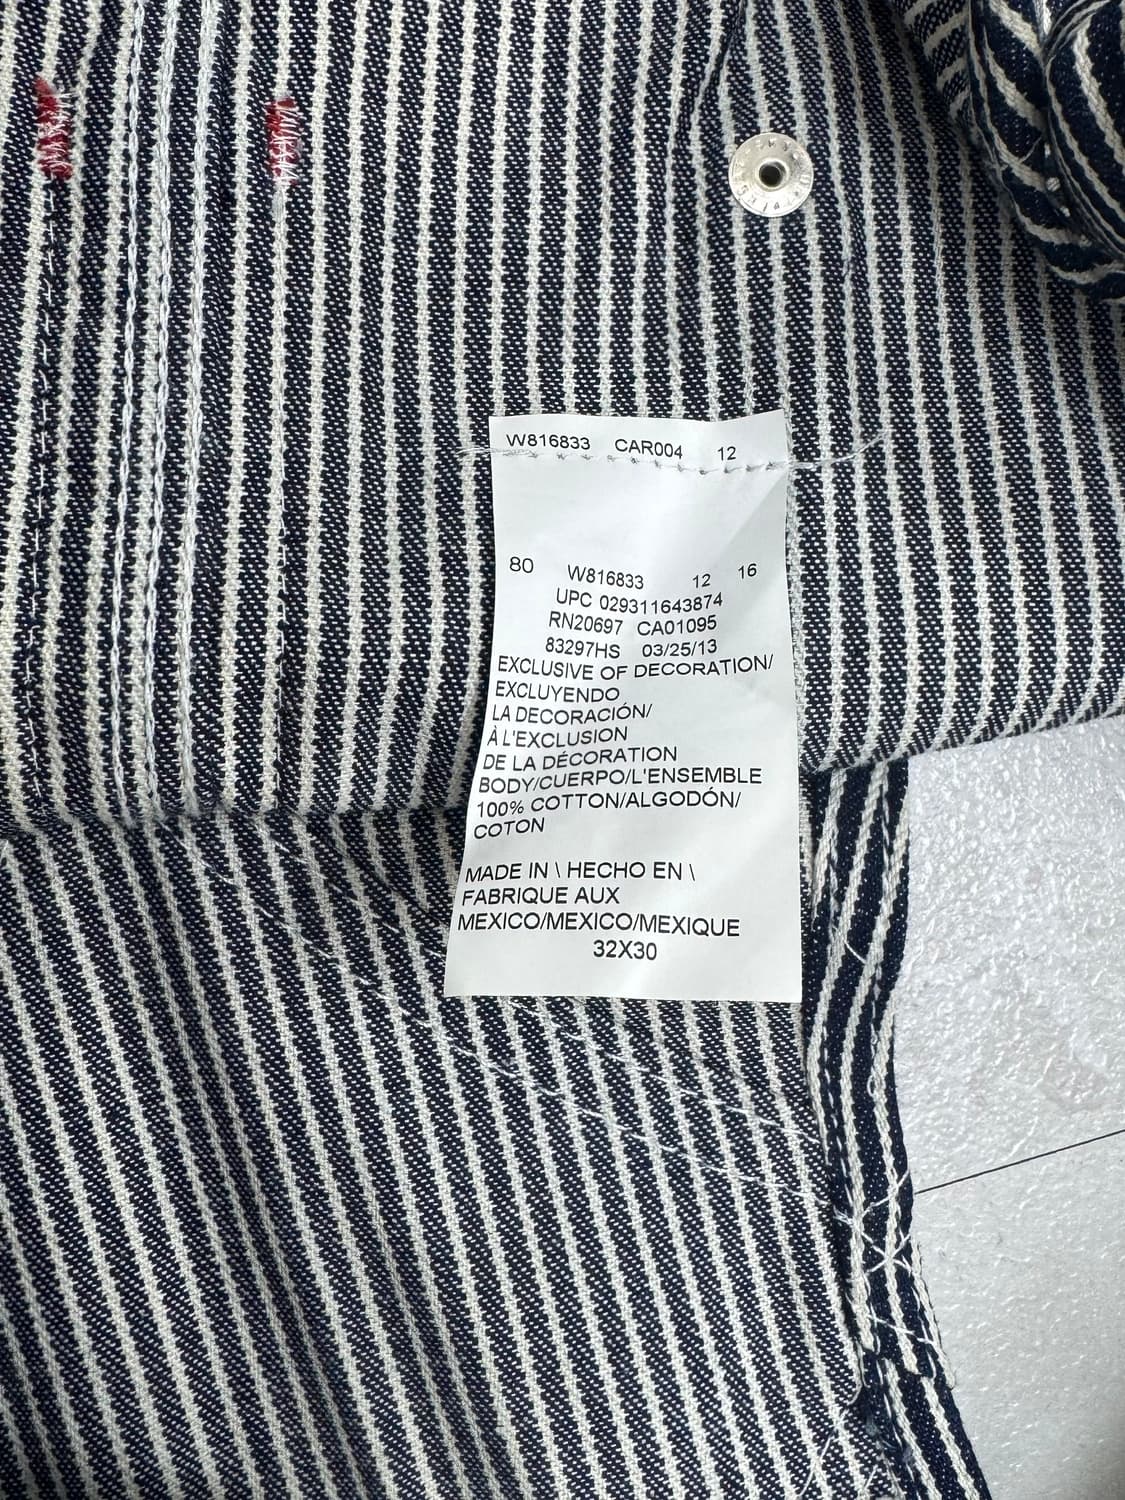 W816833 CAR004 12
80 W816833 12 16
UPC 029311643874
RN20697 CA01095
83297HS 03/25/13
EXCLUSIVE OF DECORATION/
EXCLUYENDO
LA DECORACIÓN/
À L'EXCLUSION
DE LA DÉCORATION
BODY/CUERPO/L'ENSEMBLE
100% COTTON/ALGODÓN/
COTON
MADE IN \ HECHO EN \
FABRIQUE AUX
MEXICO/MEXICO/MEXIQUE
32X30